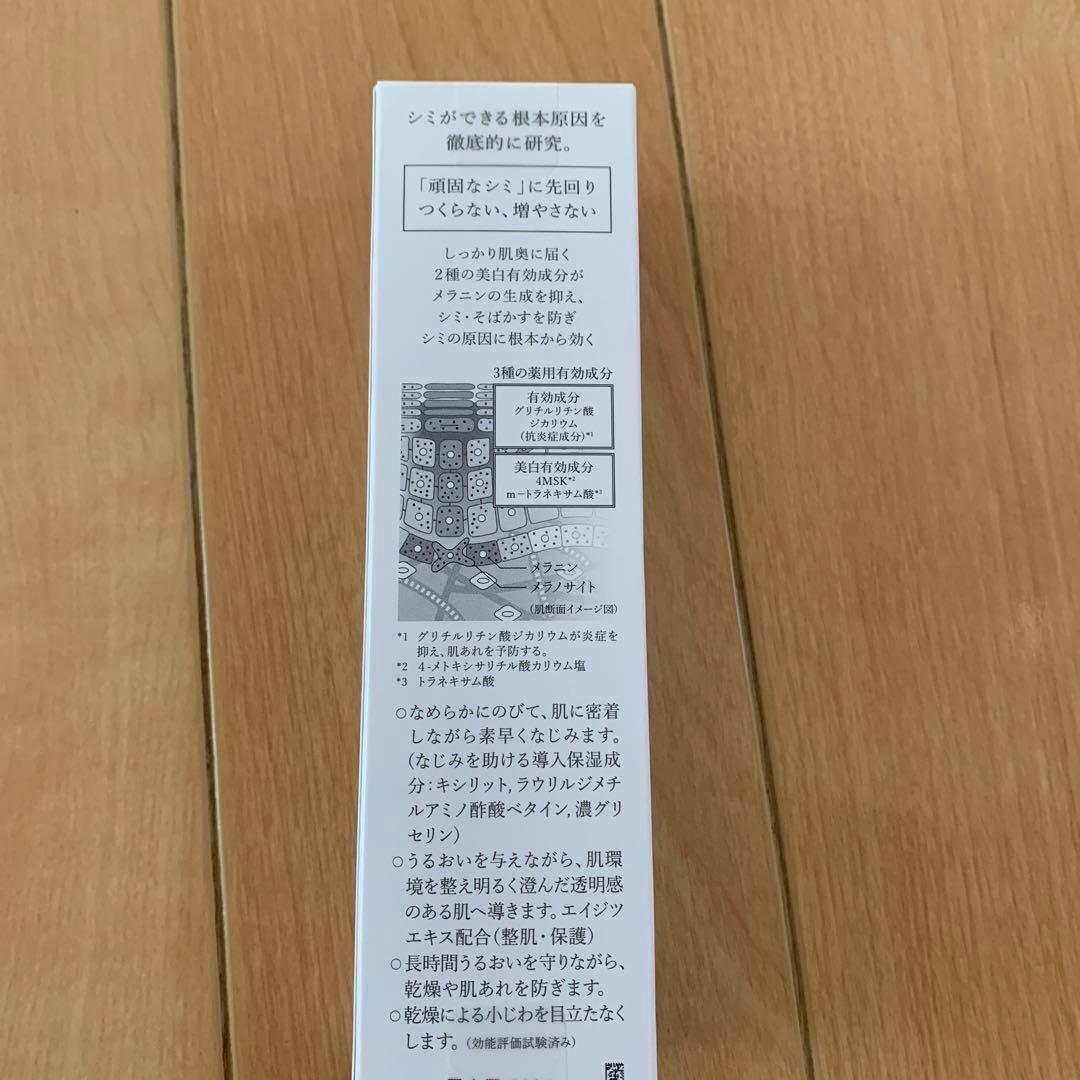 シミができる根本原因を
徹底的に研究。
「頑固なシミ」に先回り
つくらない、増やさない
しっかり肌奥に届く
2種の美白有効成分が
メラニンの生成を抑え、
シミ・そばかすを防ぎ
シミの原因に根本から効く
3種の薬用有効成分
有効成分
グリチルリチン酸
ジカリウム
（抗炎症成分）*1
美白有効成分
4MSK*2
m－トラネキサム酸*3
メラニン
メラノサイト
（肌断面イメージ図）
*1 グリチルリチン酸ジカリウムが炎症を
抑え、肌あれを予防する。
*2 4-メトキシサリチル酸カリウム塩
*3 トラネキサム酸
○なめらかにのびて、肌に密着
しながら素早くなじみます。
（なじみを助ける導入保湿成
分：キシリット，ラウリルジメチ
ルアミノ酢酸ベタイン，濃グリ
セリン）
○うるおいを与えながら、肌環
境を整え明るく澄んだ透明感
のある肌へ導きます。エイジツ
エキス配合（整肌・保護）
○長時間うるおいを守りながら、
乾燥や肌あれを防ぎます。
○乾燥による小じわを目立たなく
します。（効能評価試験済み）